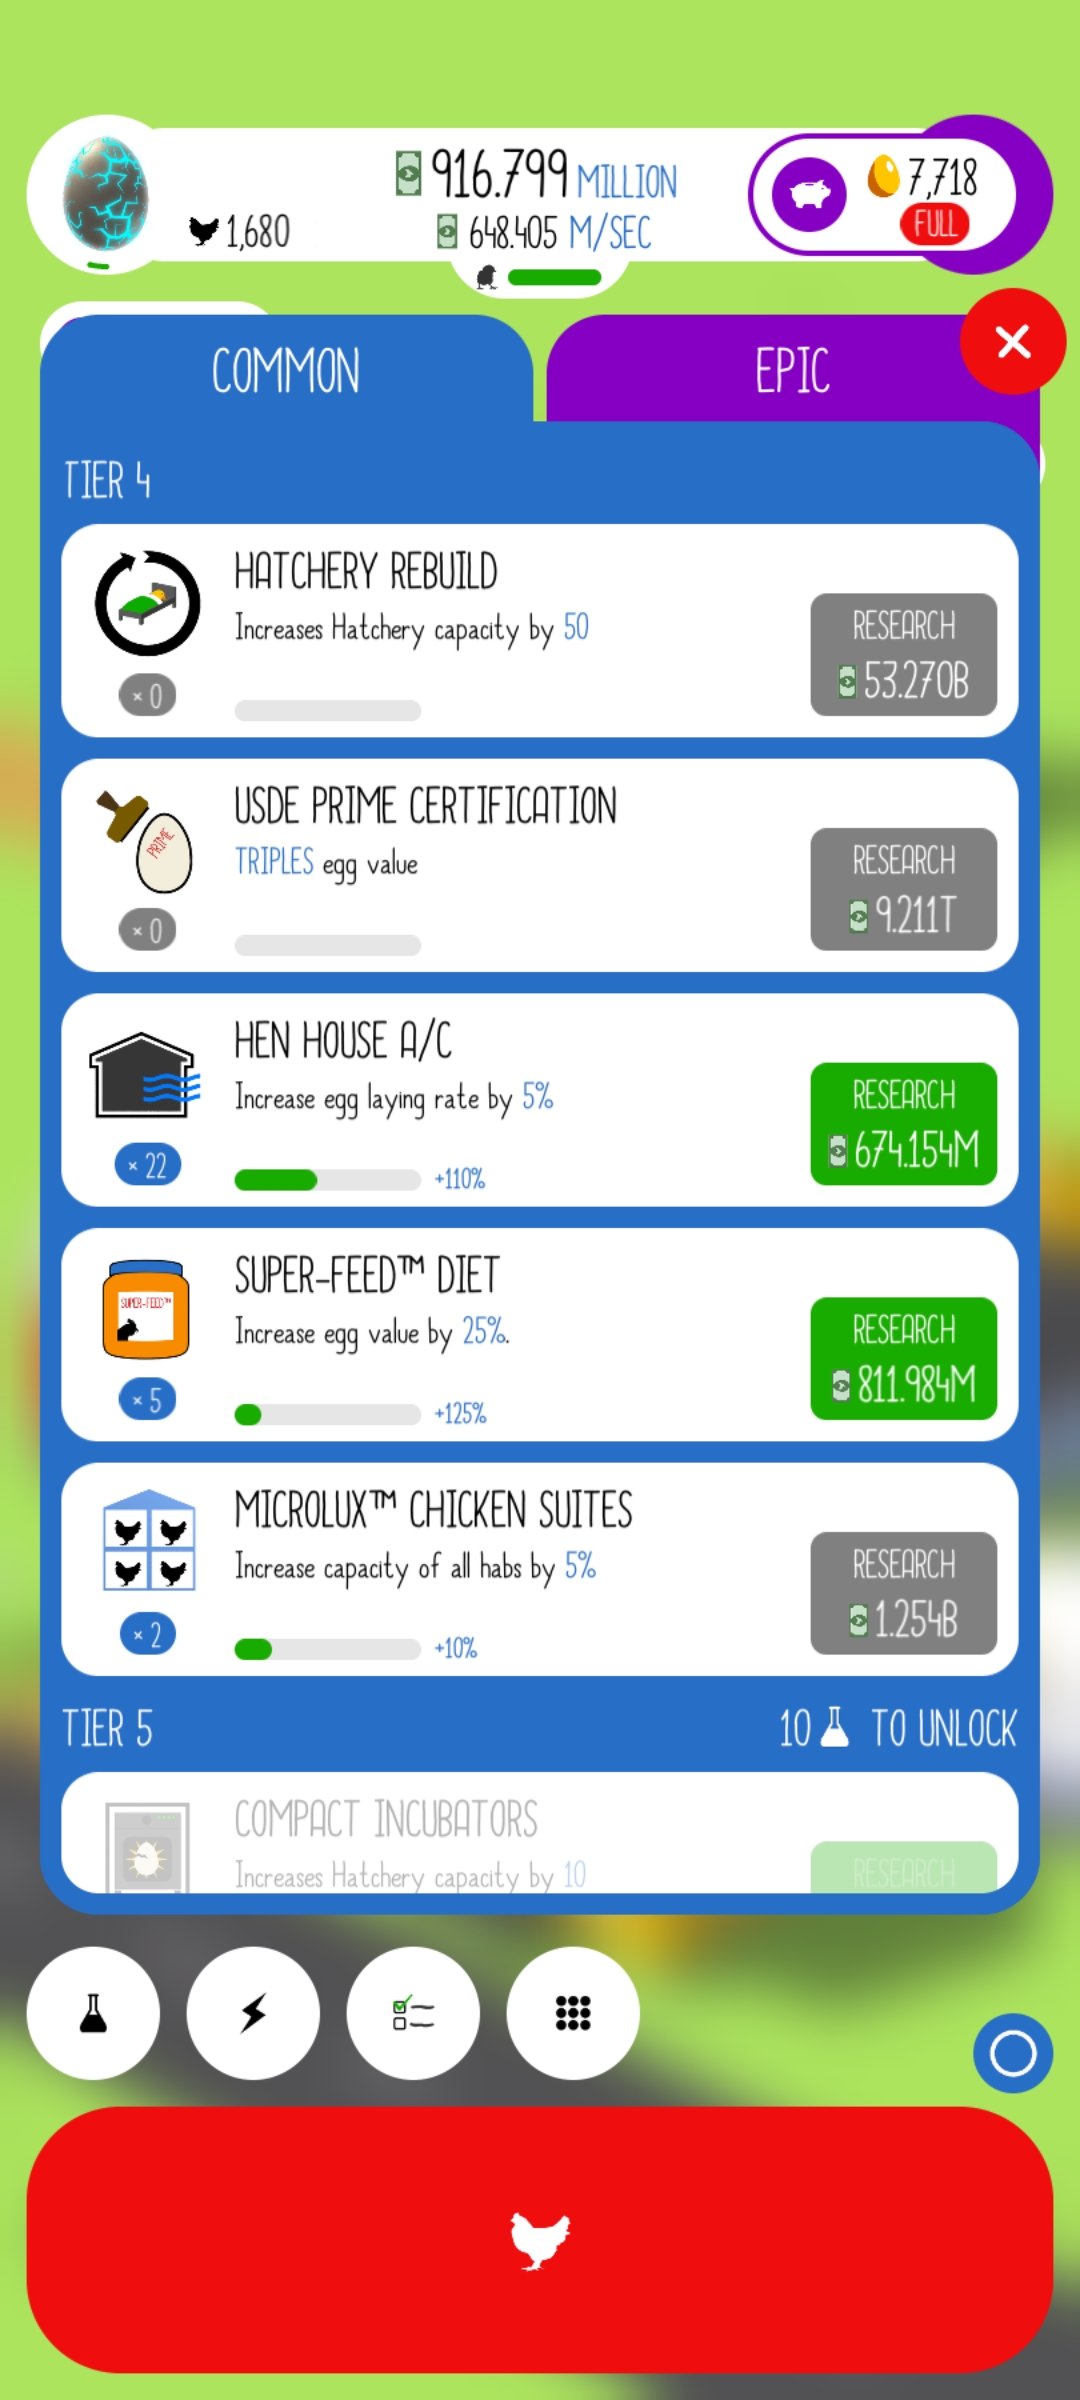 916.799 MILLION
7,718
1,680
648.405 M/SEC
FULL
COMMON
EPIC
TIER 4
HATCHERY REBUILD
Increases Hatchery capacity by 50
RESEARCH
53.270B
× 0
USDE PRIME CERTIFICATION
PRIME
TRIPLES egg value
RESEARCH
9.211T
× 0
HEN HOUSE A/C
Increase egg laying rate by 5%
RESEARCH
674.154M
× 22
+110%
SUPER-FEED™ DIET
SUPER-FEED™
Increase egg value by 25%.
RESEARCH
811.984M
× 5
+125%
MICROLUX™ CHICKEN SUITES
Increase capacity of all habs by 5%
RESEARCH
1.254B
× 2
+10%
TIER 5
10 TO UNLOCK
COMPACT INCUBATORS
Increases Hatchery capacity by 10
RESEARCH